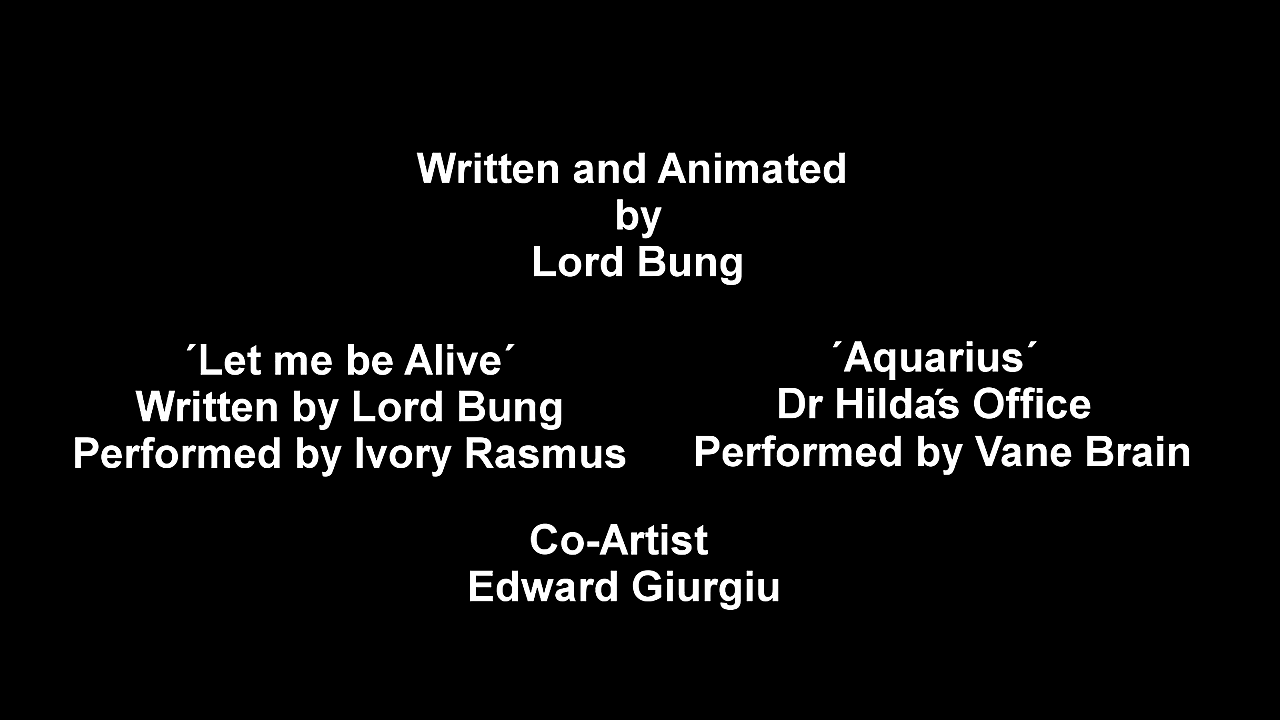 Written and Animated
by
Lord Bung
´Let me be Alive´
Written by Lord Bung
Performed by Ivory Rasmus
´Aquarius´
Dr Hilda´s Office
Performed by Vane Brain
Co-Artist
Edward Giurgiu